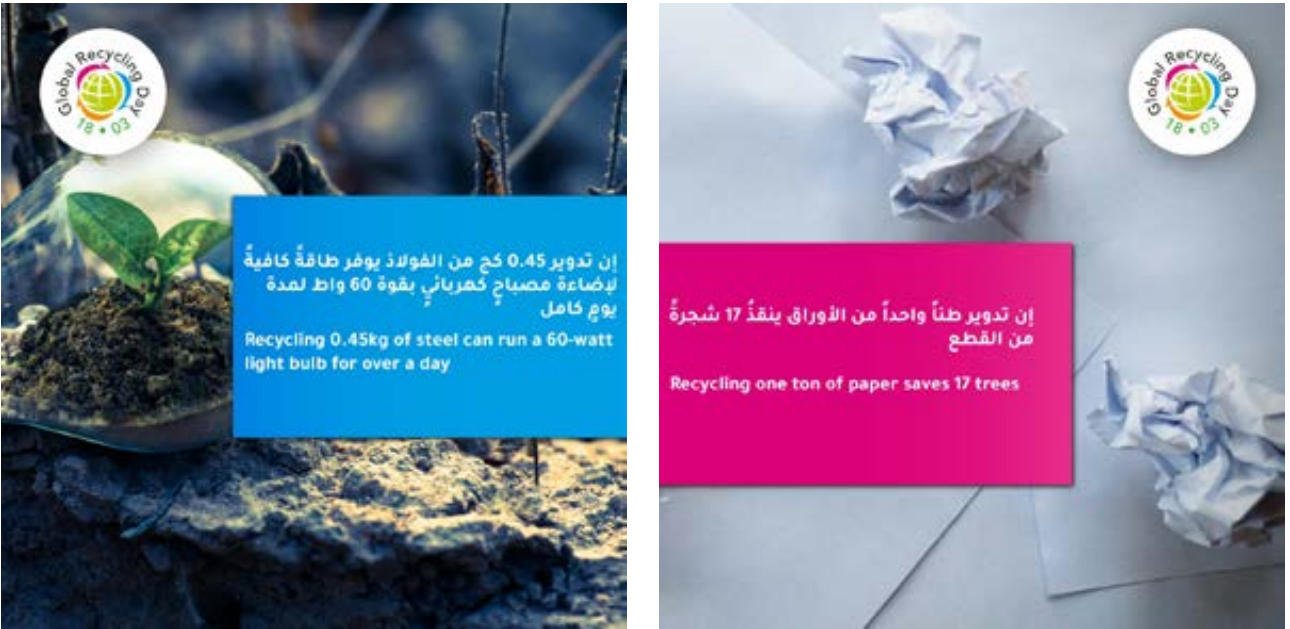 Global Recycling Day
18 • 03
إن تدوير 0.45 كج من الفولاذ يوفر طاقةً كافيةً
لإضاءة مصباحٍ كهربائيٍ بقوة 60 واط لمدة
يومٍ كامل
Recycling 0.45kg of steel can run a 60-watt
light bulb for over a day
Global Recycling Day
18 • 03
إن تدوير طناً واحداً من الأوراق ينقذُ 17 شجرةً
من القطع
Recycling one ton of paper saves 17 trees